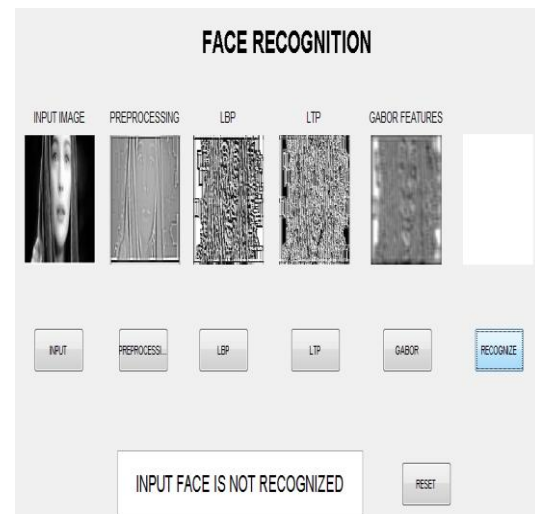 FACE RECOGNITION
INPUT IMAGE PREPROCESSING LBP LTP GABOR FEATURES
INPUT PREPROCESSI... LBP LTP GABOR RECOGNIZE
INPUT FACE IS NOT RECOGNIZED RESET